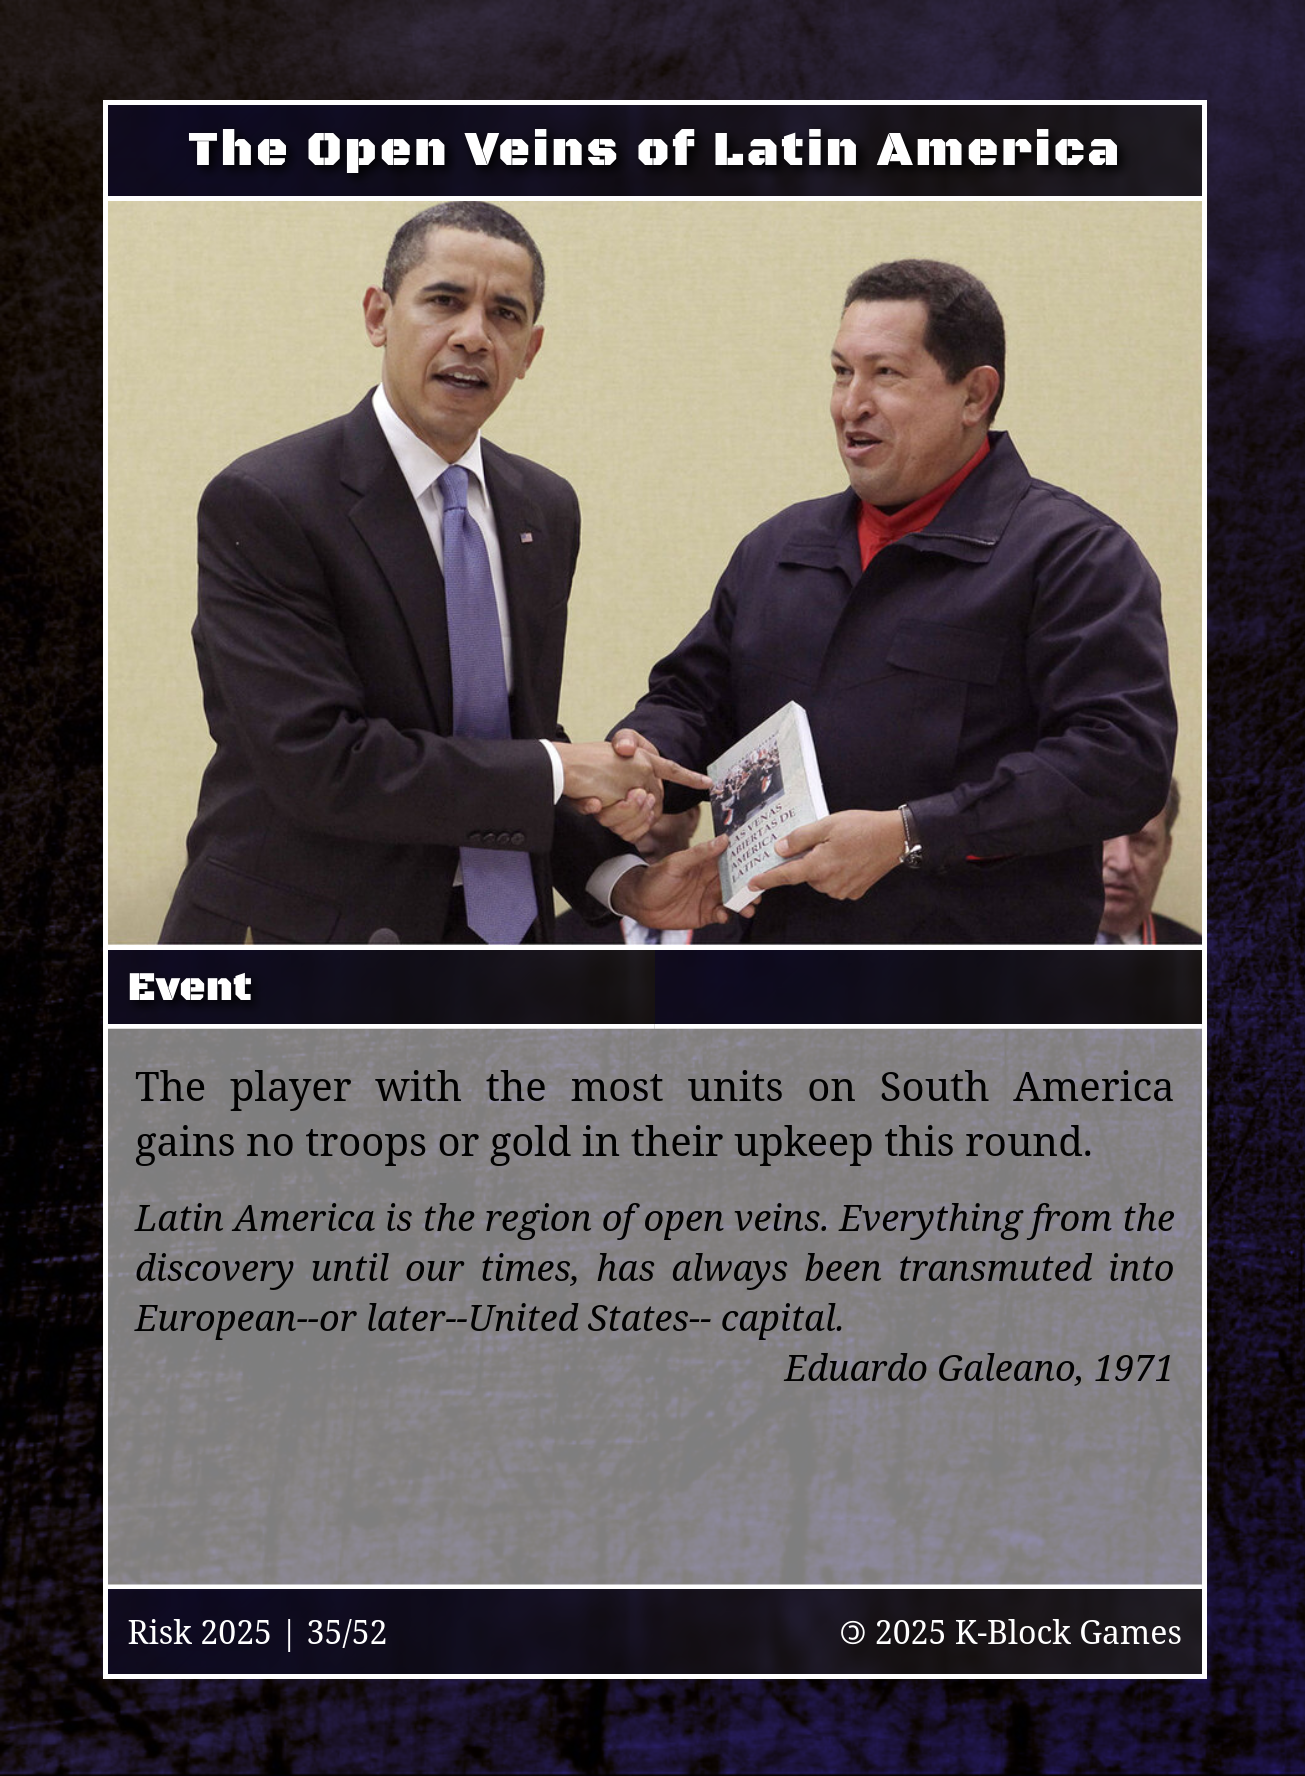 The Open Veins of Latin America
LAS VENAS
ABIERTAS DE
AMERICA
LATINA
Event
The player with the most units on South America
gains no troops or gold in their upkeep this round.
Latin America is the region of open veins. Everything from the
discovery until our times, has always been transmuted into
European--or later--United States-- capital.
Eduardo Galeano, 1971
Risk 2025 | 35/52
🄯 2025 K-Block Games